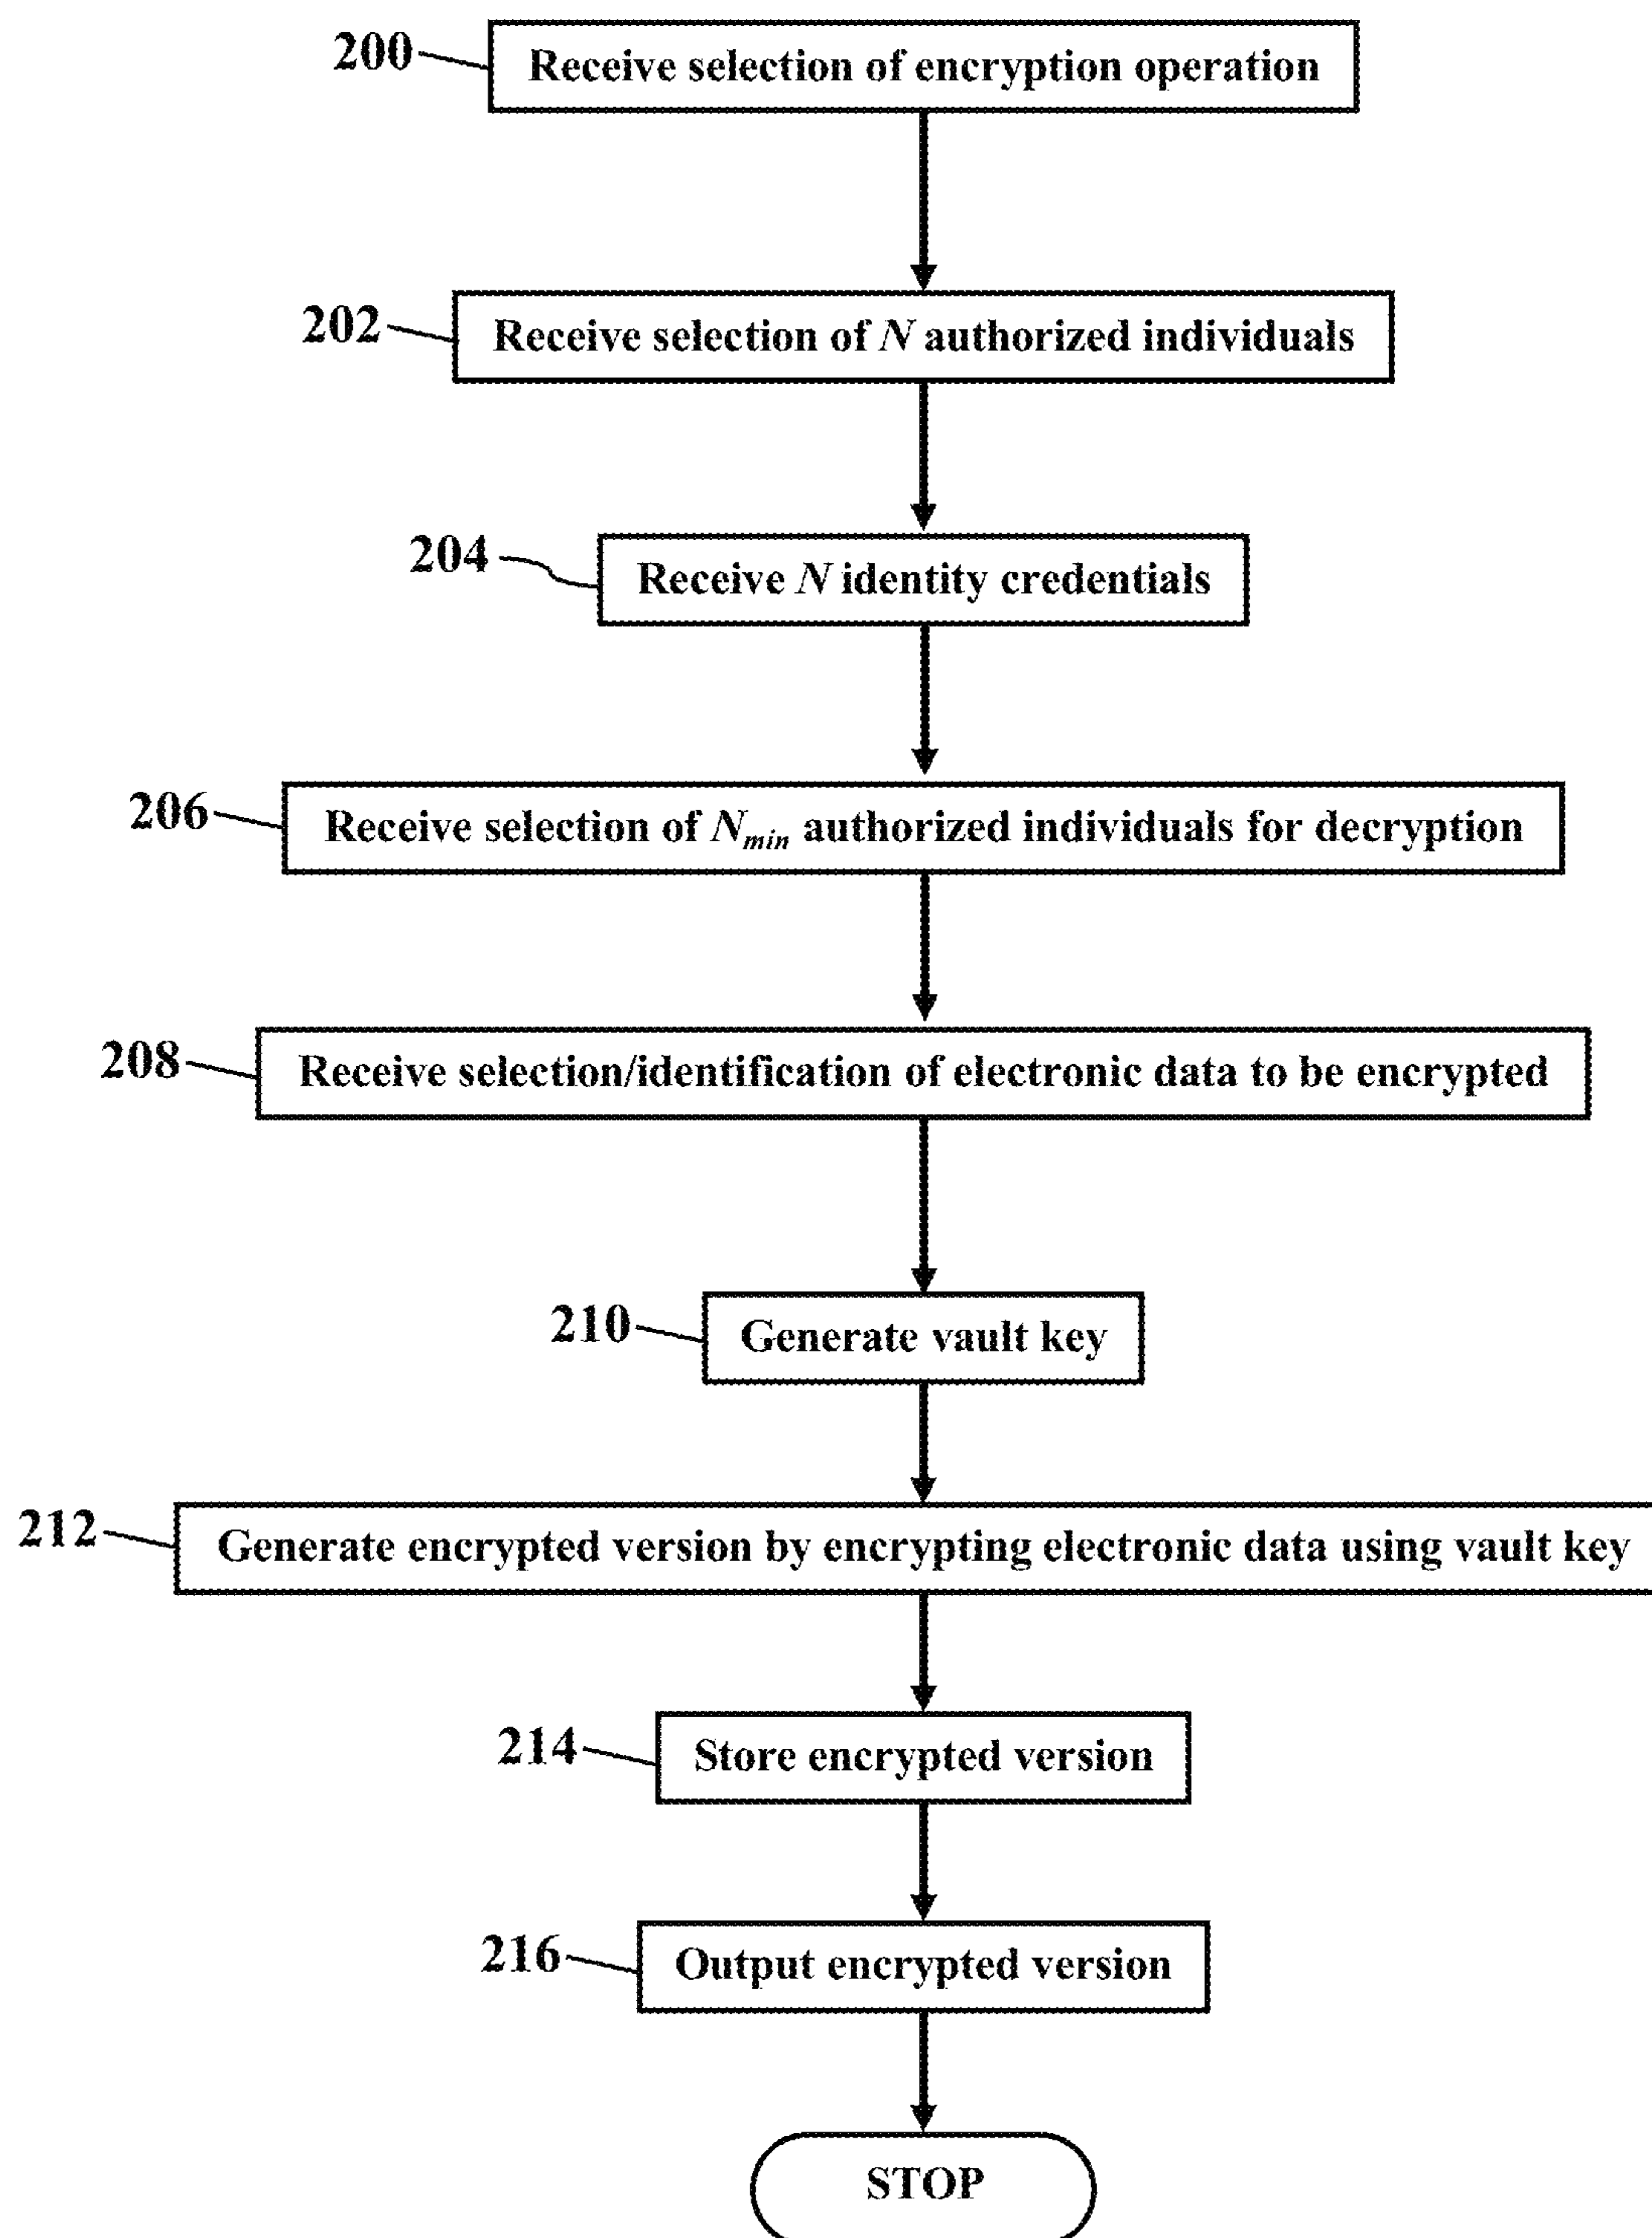 200 Receive selection of encryption operation
202 Receive selection of N authorized individuals
204 Receive N identity credentials
206 Receive selection of Nmin authorized individuals for decryption
208 Receive selection/identification of electronic data to be encrypted
210 Generate vault key
212 Generate encrypted version by encrypting electronic data using vault key
214 Store encrypted version
216 Output encrypted version
STOP